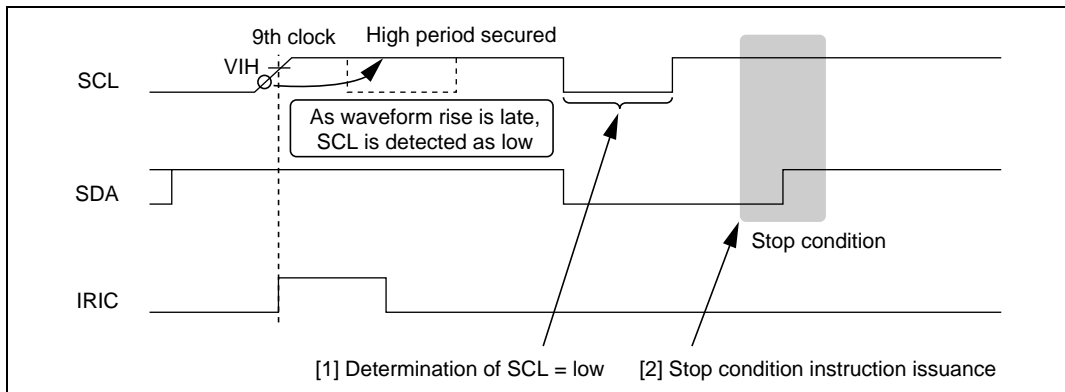 9th clock
High period secured
VIH
SCL
As waveform rise is late,
SCL is detected as low
SDA
Stop condition
IRIC
[1] Determination of SCL = low
[2] Stop condition instruction issuance